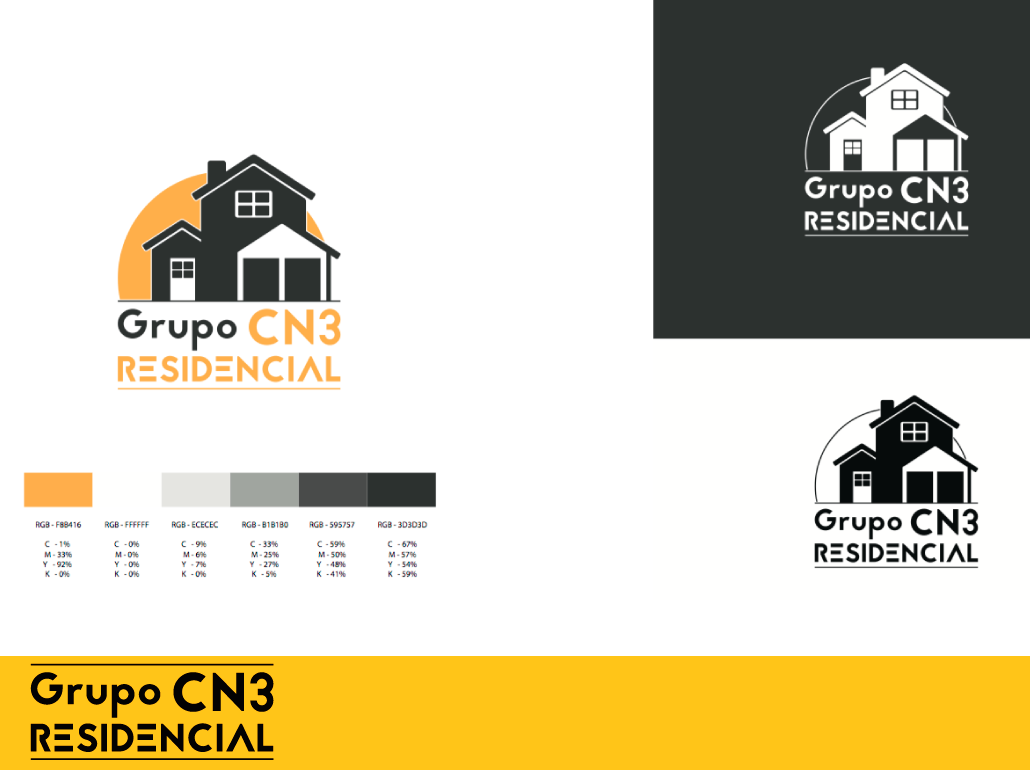 Grupo CN3
RESIDENCIAL
Grupo CN3
RESIDENCIAL
Grupo CN3
RESIDENCIAL
RGB - F8B416 RGB - FFFFFF RGB - ECECEC RGB - B1B1B0 RGB - 595757 RGB - 3D3D3D
C - 1% C - 0% C - 9% C - 33% C - 59% C - 67%
M - 33% M - 0% M - 6% M - 25% M - 50% M - 57%
Y - 92% Y - 0% Y - 7% Y - 27% Y - 48% Y - 54%
K - 0% K - 0% K - 0% K - 5% K - 41% K - 59%
Grupo CN3
RESIDENCIAL